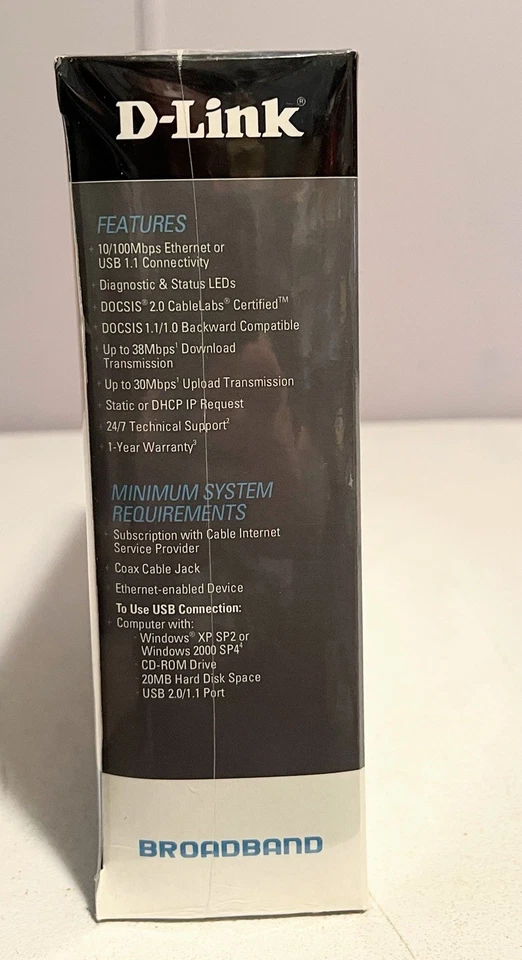 D-Link®
FEATURES
10/100Mbps Ethernet or
USB 1.1 Connectivity
Diagnostic & Status LEDs
DOCSIS® 2.0 CableLabs® Certified™
DOCSIS 1.1/1.0 Backward Compatible
Up to 38Mbps¹ Download
Transmission
Up to 30Mbps¹ Upload Transmission
Static or DHCP IP Request
24/7 Technical Support²
1-Year Warranty³
MINIMUM SYSTEM
REQUIREMENTS
Subscription with Cable Internet
Service Provider
Coax Cable Jack
Ethernet-enabled Device
To Use USB Connection:
Computer with:
Windows® XP SP2 or
Windows 2000 SP4⁴
CD-ROM Drive
20MB Hard Disk Space
USB 2.0/1.1 Port
BROADBAND